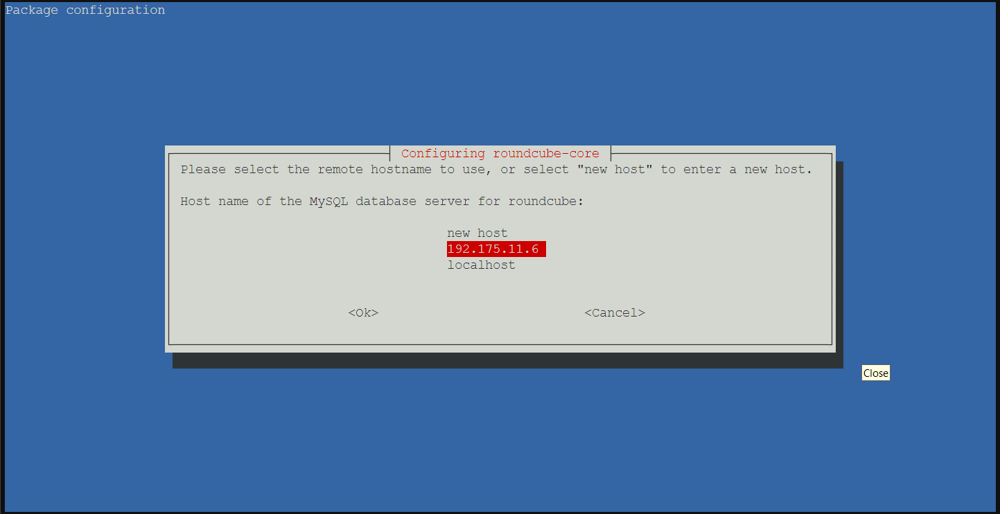 Package configuration
Configuring roundcube-core
Please select the remote hostname to use, or select "new host" to enter a new host.
Host name of the MySQL database server for roundcube:
new host
192.175.11.6
localhost
<Ok> <Cancel>
Close